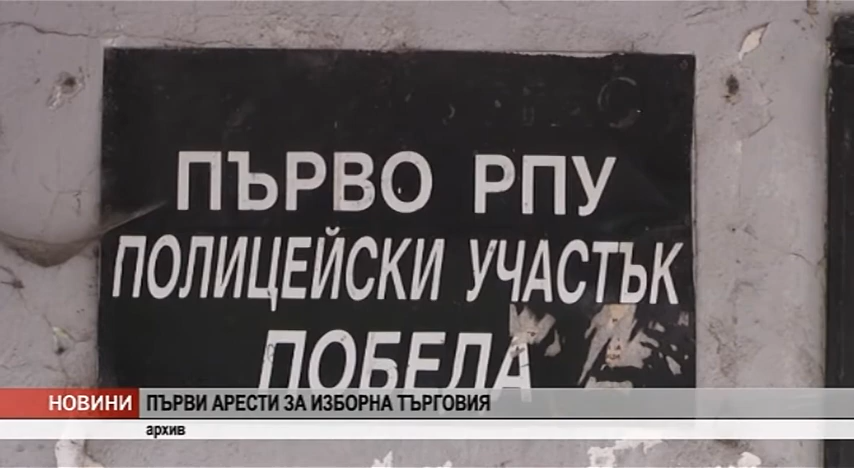 ПЪРВО РПУ
ПОЛИЦЕЙСКИ УЧАСТЪК
ПОБЕДА
НОВИНИ ПЪРВИ АРЕСТИ ЗА ИЗБОРНА ТЪРГОВИЯ
архив